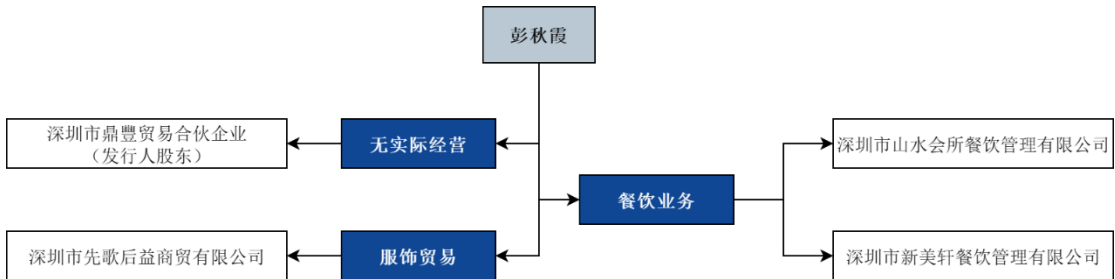 彭秋霞
深圳市鼎豐贸易合伙企业
（发行人股东）
无实际经营
深圳市山水会所餐饮管理有限公司
餐饮业务
深圳市先歌后益商贸有限公司
服饰贸易
深圳市新美轩餐饮管理有限公司